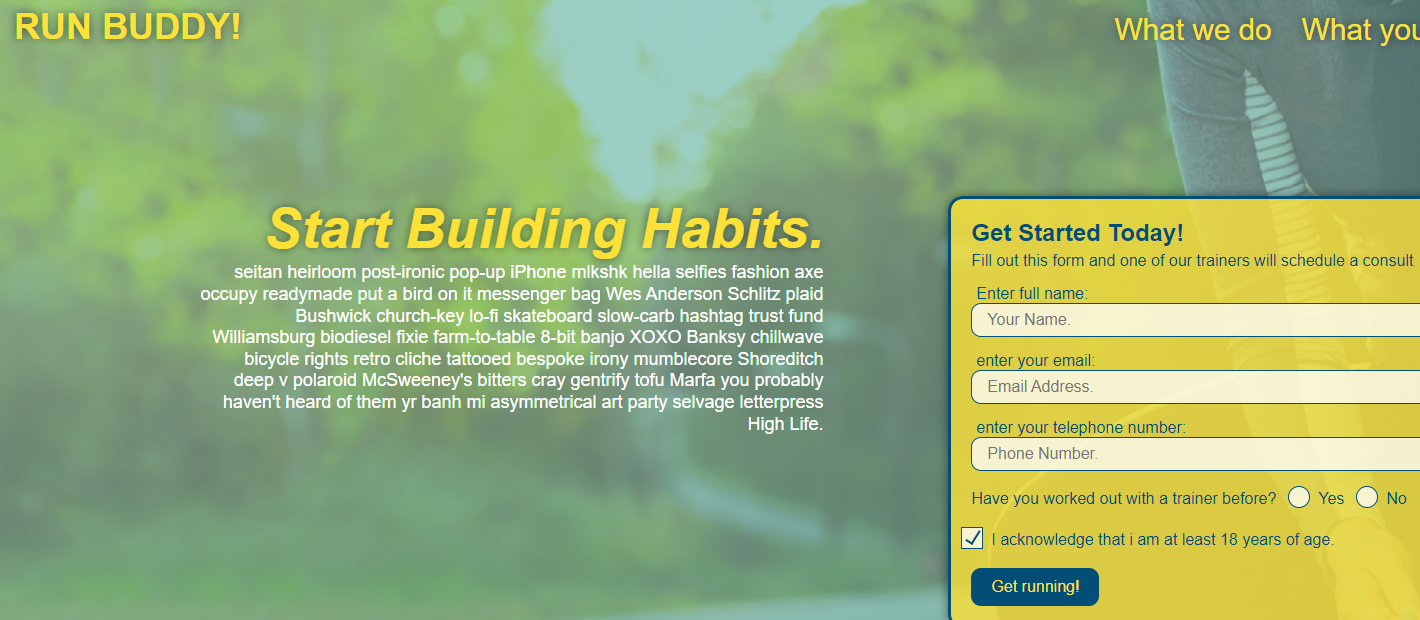 RUN BUDDY!
What we do What you
Start Building Habits.
seitan heirloom post-ironic pop-up iPhone mlkshk hella selfies fashion axe
occupy readymade put a bird on it messenger bag Wes Anderson Schlitz plaid
Bushwick church-key lo-fi skateboard slow-carb hashtag trust fund
Williamsburg biodiesel fixie farm-to-table 8-bit banjo XOXO Banksy chillwave
bicycle rights retro cliche tattooed bespoke irony mumblecore Shoreditch
deep v polaroid McSweeney's bitters cray gentrify tofu Marfa you probably
haven't heard of them yr banh mi asymmetrical art party selvage letterpress
High Life.
Get Started Today!
Fill out this form and one of our trainers will schedule a consult
Enter full name:
Your Name.
enter your email:
Email Address.
enter your telephone number:
Phone Number.
Have you worked out with a trainer before? Yes No
I acknowledge that i am at least 18 years of age.
Get running!